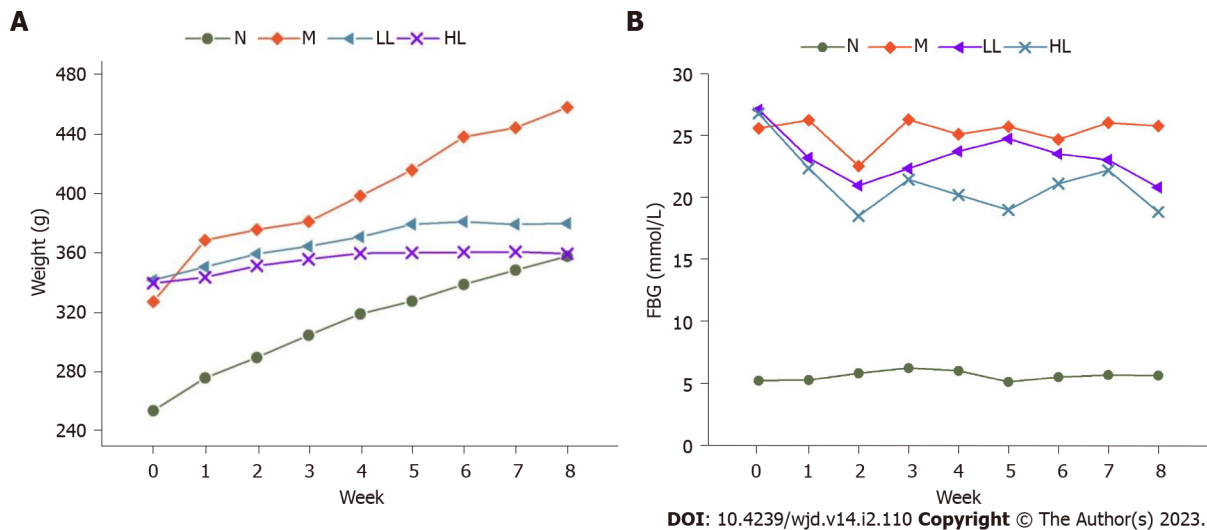 A
N M LL HL
480
440
400
360
320
280
240
Weight (g)
0 1 2 3 4 5 6 7 8
Week
B
N M LL HL
30
25
20
15
10
5
0
FBG (mmol/L)
0 1 2 3 4 5 6 7 8
Week
DOI: 10.4239/wjd.v14.i2.110 Copyright © The Author(s) 2023.